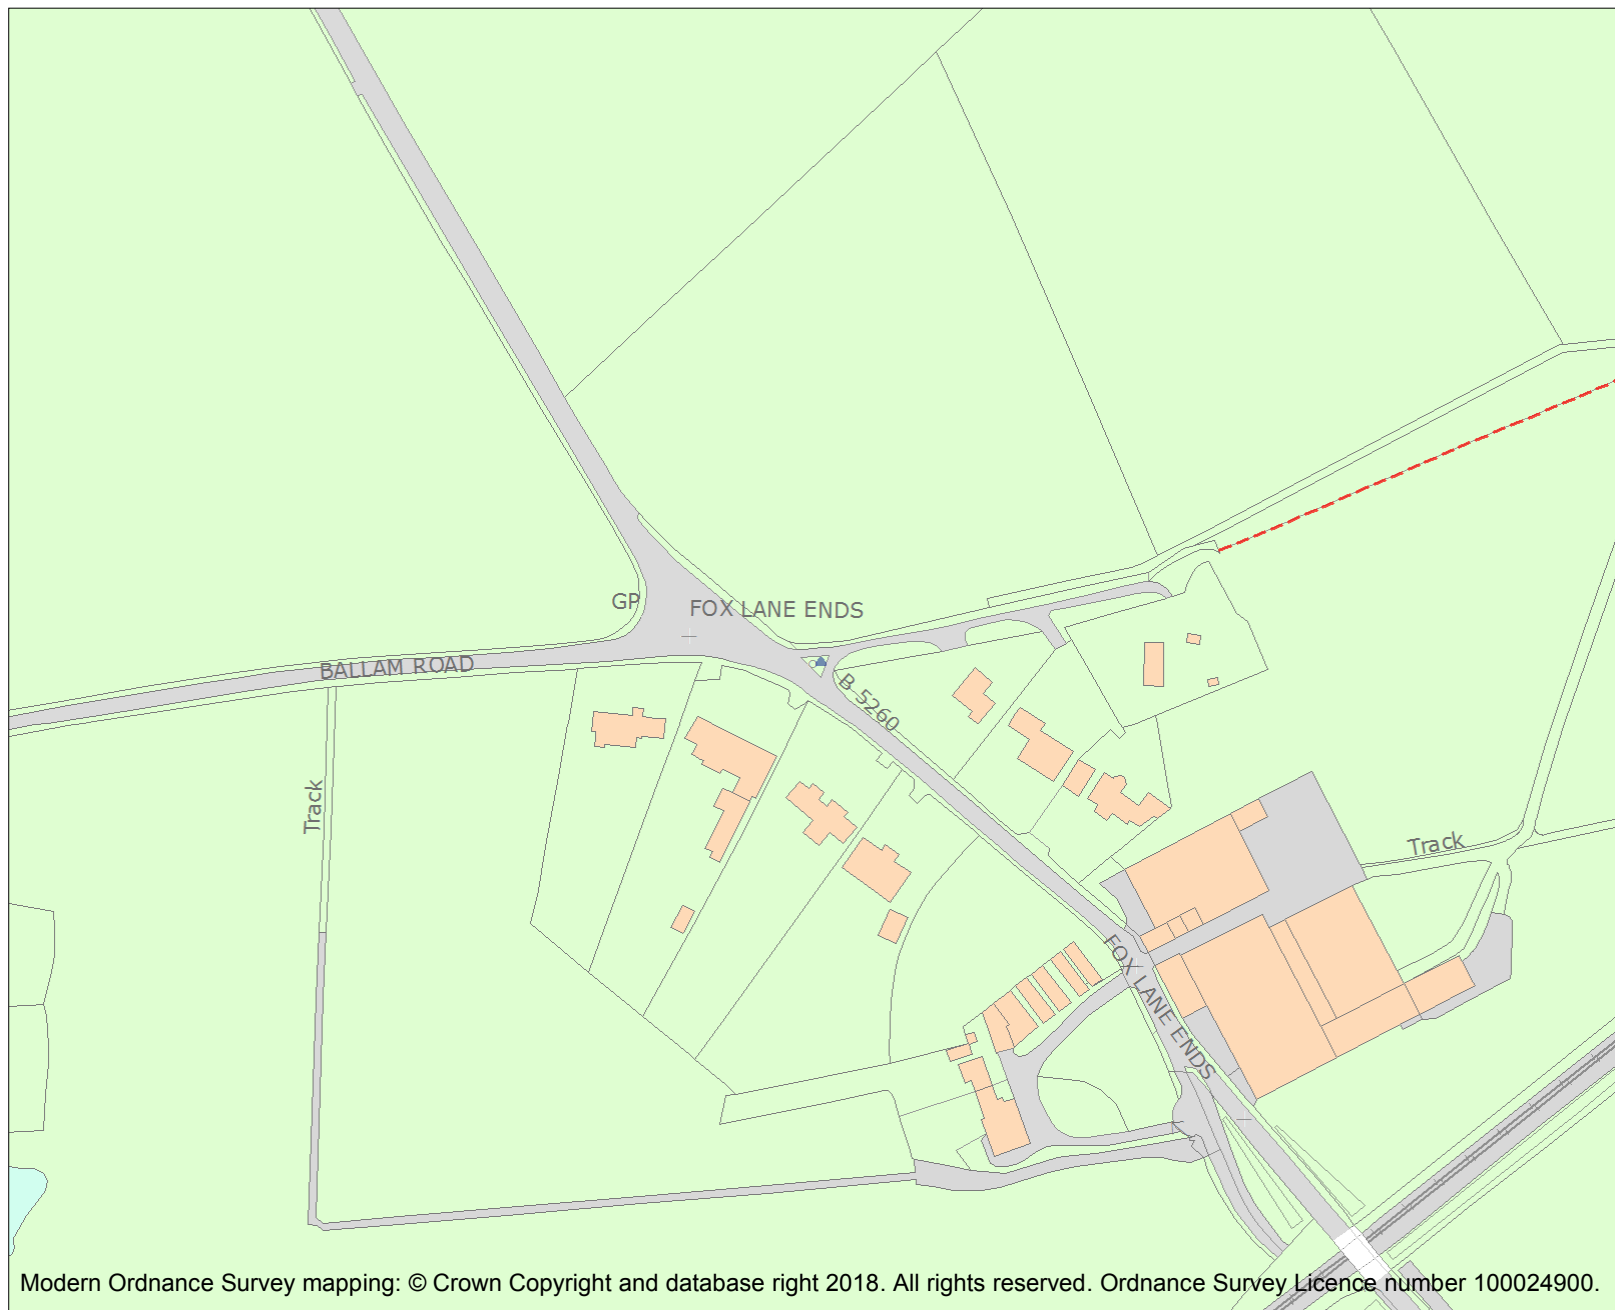 GP
FOX LANE ENDS
BALLAM ROAD
B 5260
Track
Track
FOX LANE ENDS
Modern Ordnance Survey mapping: © Crown Copyright and database right 2018. All rights reserved. Ordnance Survey Licence number 100024900.